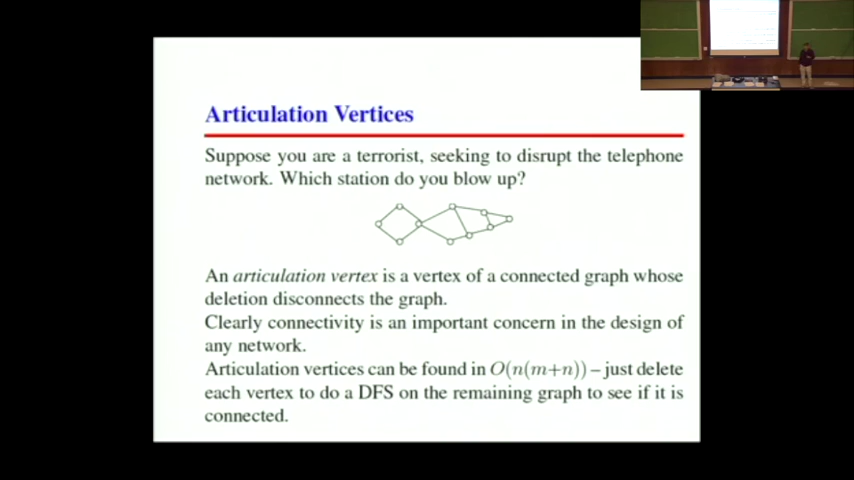 Articulation Vertices
Suppose you are a terrorist, seeking to disrupt the telephone
network. Which station do you blow up?
An articulation vertex is a vertex of a connected graph whose
deletion disconnects the graph.
Clearly connectivity is an important concern in the design of
any network.
Articulation vertices can be found in O(n(m+n)) – just delete
each vertex to do a DFS on the remaining graph to see if it is
connected.